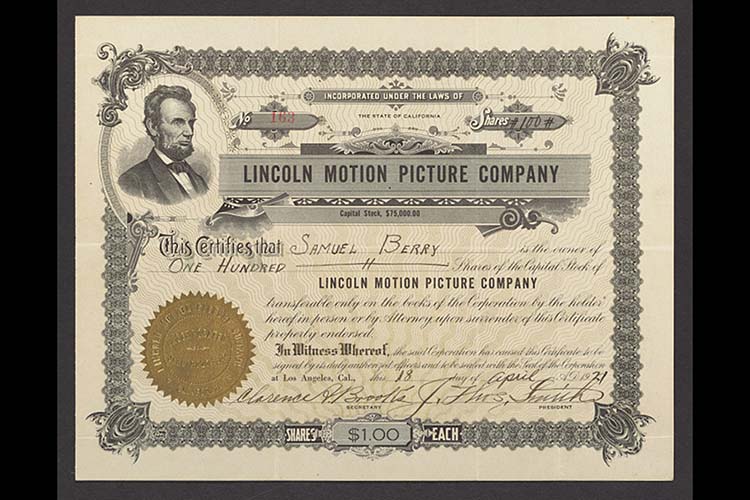 INCORPORATED UNDER THE LAWS OF
No 163 THE STATE OF CALIFORNIA Shares #100#
LINCOLN MOTION PICTURE COMPANY
Capital Stock, $75,000.00
This Certifies that SAMUEL BERRY is the owner of
ONE HUNDRED Shares of the Capital Stock of
LINCOLN MOTION PICTURE COMPANY
transferable only on the books of the Corporation by the holder
hereof in person or by Attorney upon surrender of this Certificate
properly endorsed.
In Witness Whereof, the said Corporation has caused this Certificate to be
signed by its duly authorized officers and to be sealed with the Seal of the Corporation
at Los Angeles, Cal., this 18 day of April A.D. 1921
Clarence A Brooks J. Thos. Smith
SECRETARY PRESIDENT
SHARES $1.00 EACH